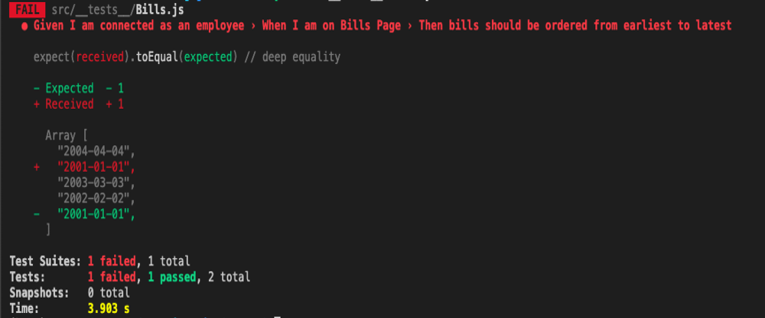 FAIL src/__tests__/Bills.js
● Given I am connected as an employee › When I am on Bills Page › Then bills should be ordered from earliest to latest
expect(received).toEqual(expected) // deep equality
- Expected - 1
+ Received + 1
Array [
"2004-04-04",
+ "2001-01-01",
"2003-03-03",
"2002-02-02",
- "2001-01-01",
]
Test Suites: 1 failed, 1 total
Tests: 1 failed, 1 passed, 2 total
Snapshots: 0 total
Time: 3.903 s